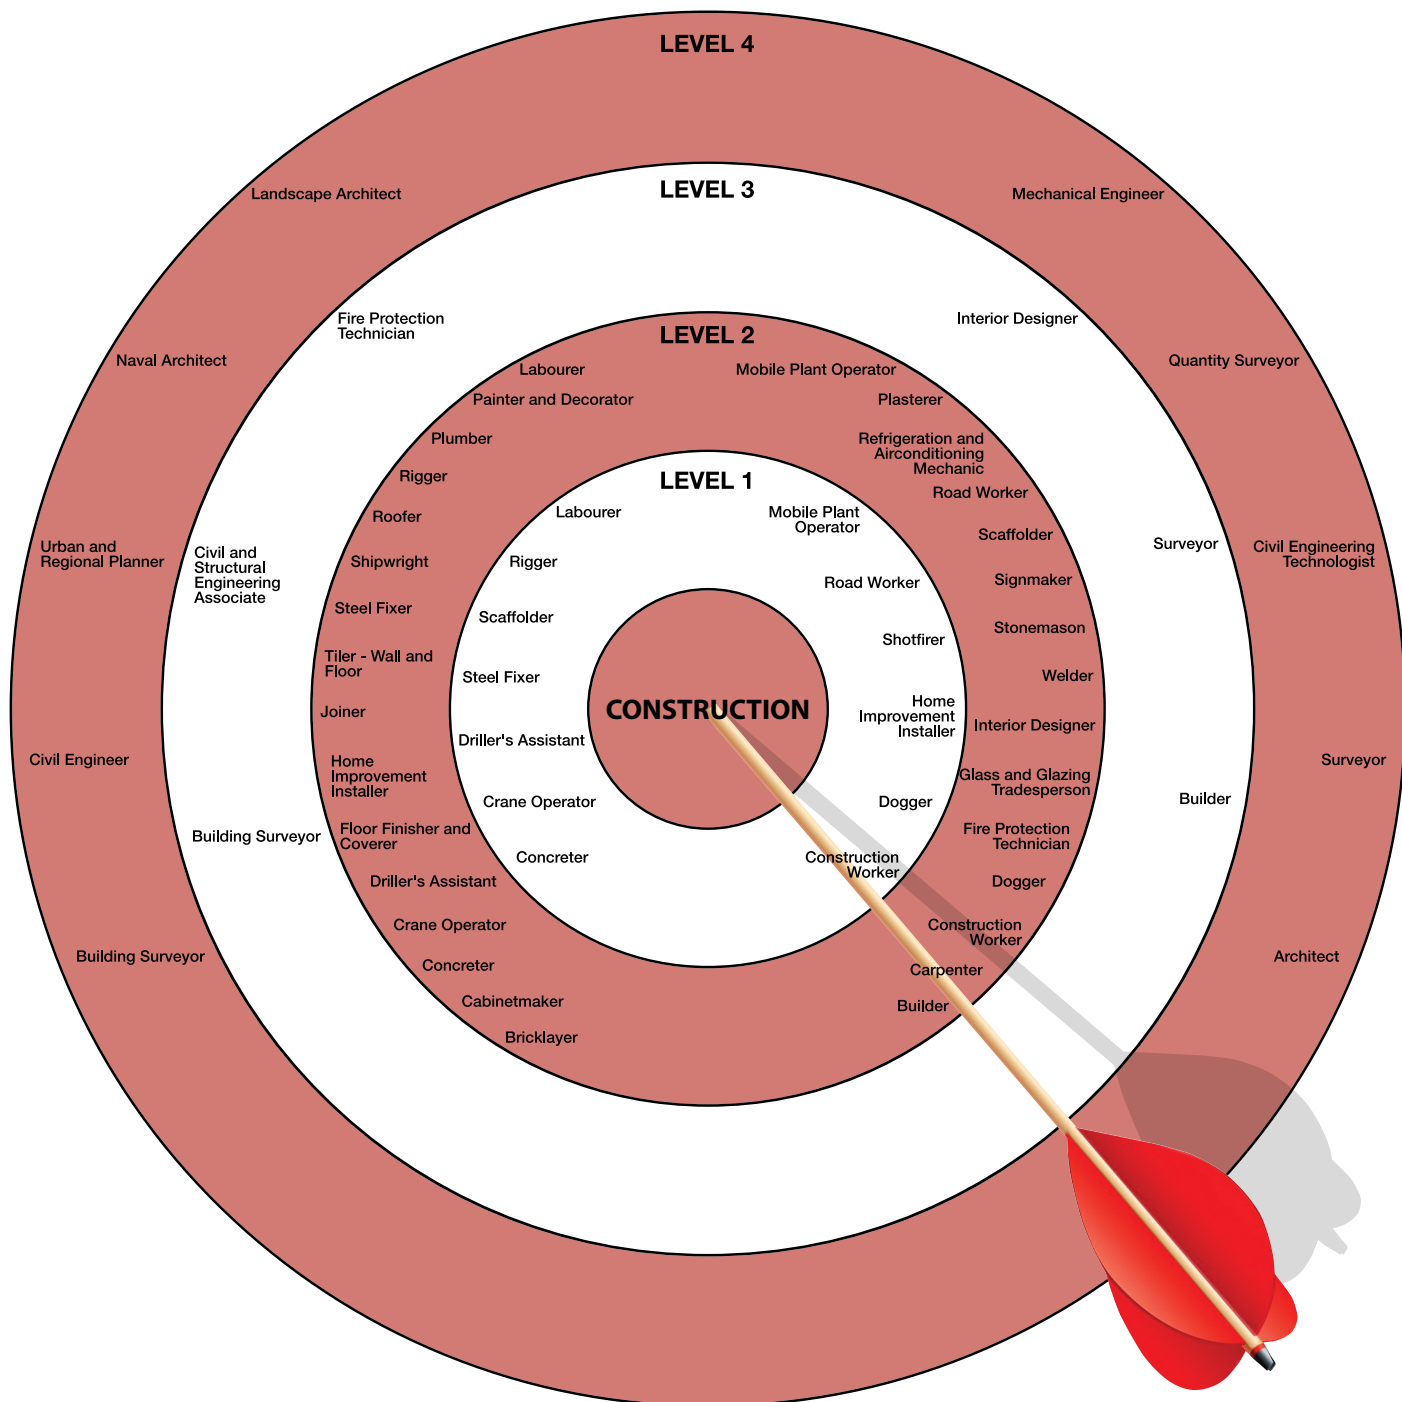 LEVEL 4
Landscape Architect
Mechanical Engineer
Naval Architect
Quantity Surveyor
Urban and
Regional Planner
Civil Engineering
Technologist
Civil Engineer
Surveyor
Building Surveyor
Architect
LEVEL 3
Fire Protection
Technician
Interior Designer
Civil and
Structural
Engineering
Associate
Surveyor
Building Surveyor
Builder
LEVEL 2
Labourer
Mobile Plant Operator
Painter and Decorator
Plasterer
Plumber
Refrigeration and
Airconditioning
Mechanic
Rigger
Road Worker
Roofer
Scaffolder
Shipwright
Signmaker
Steel Fixer
Stonemason
Tiler - Wall and
Floor
Welder
Joiner
Interior Designer
Home
Improvement
Installer
Glass and Glazing
Tradesperson
Floor Finisher and
Coverer
Fire Protection
Technician
Driller's Assistant
Dogger
Crane Operator
Construction
Worker
Concreter
Carpenter
Cabinetmaker
Builder
Bricklayer
LEVEL 1
Labourer
Mobile Plant
Operator
Rigger
Road Worker
Scaffolder
Shotfirer
Steel Fixer
Home
Improvement
Installer
Driller's Assistant
Crane Operator
Dogger
Concreter
Construction
Worker
CONSTRUCTION